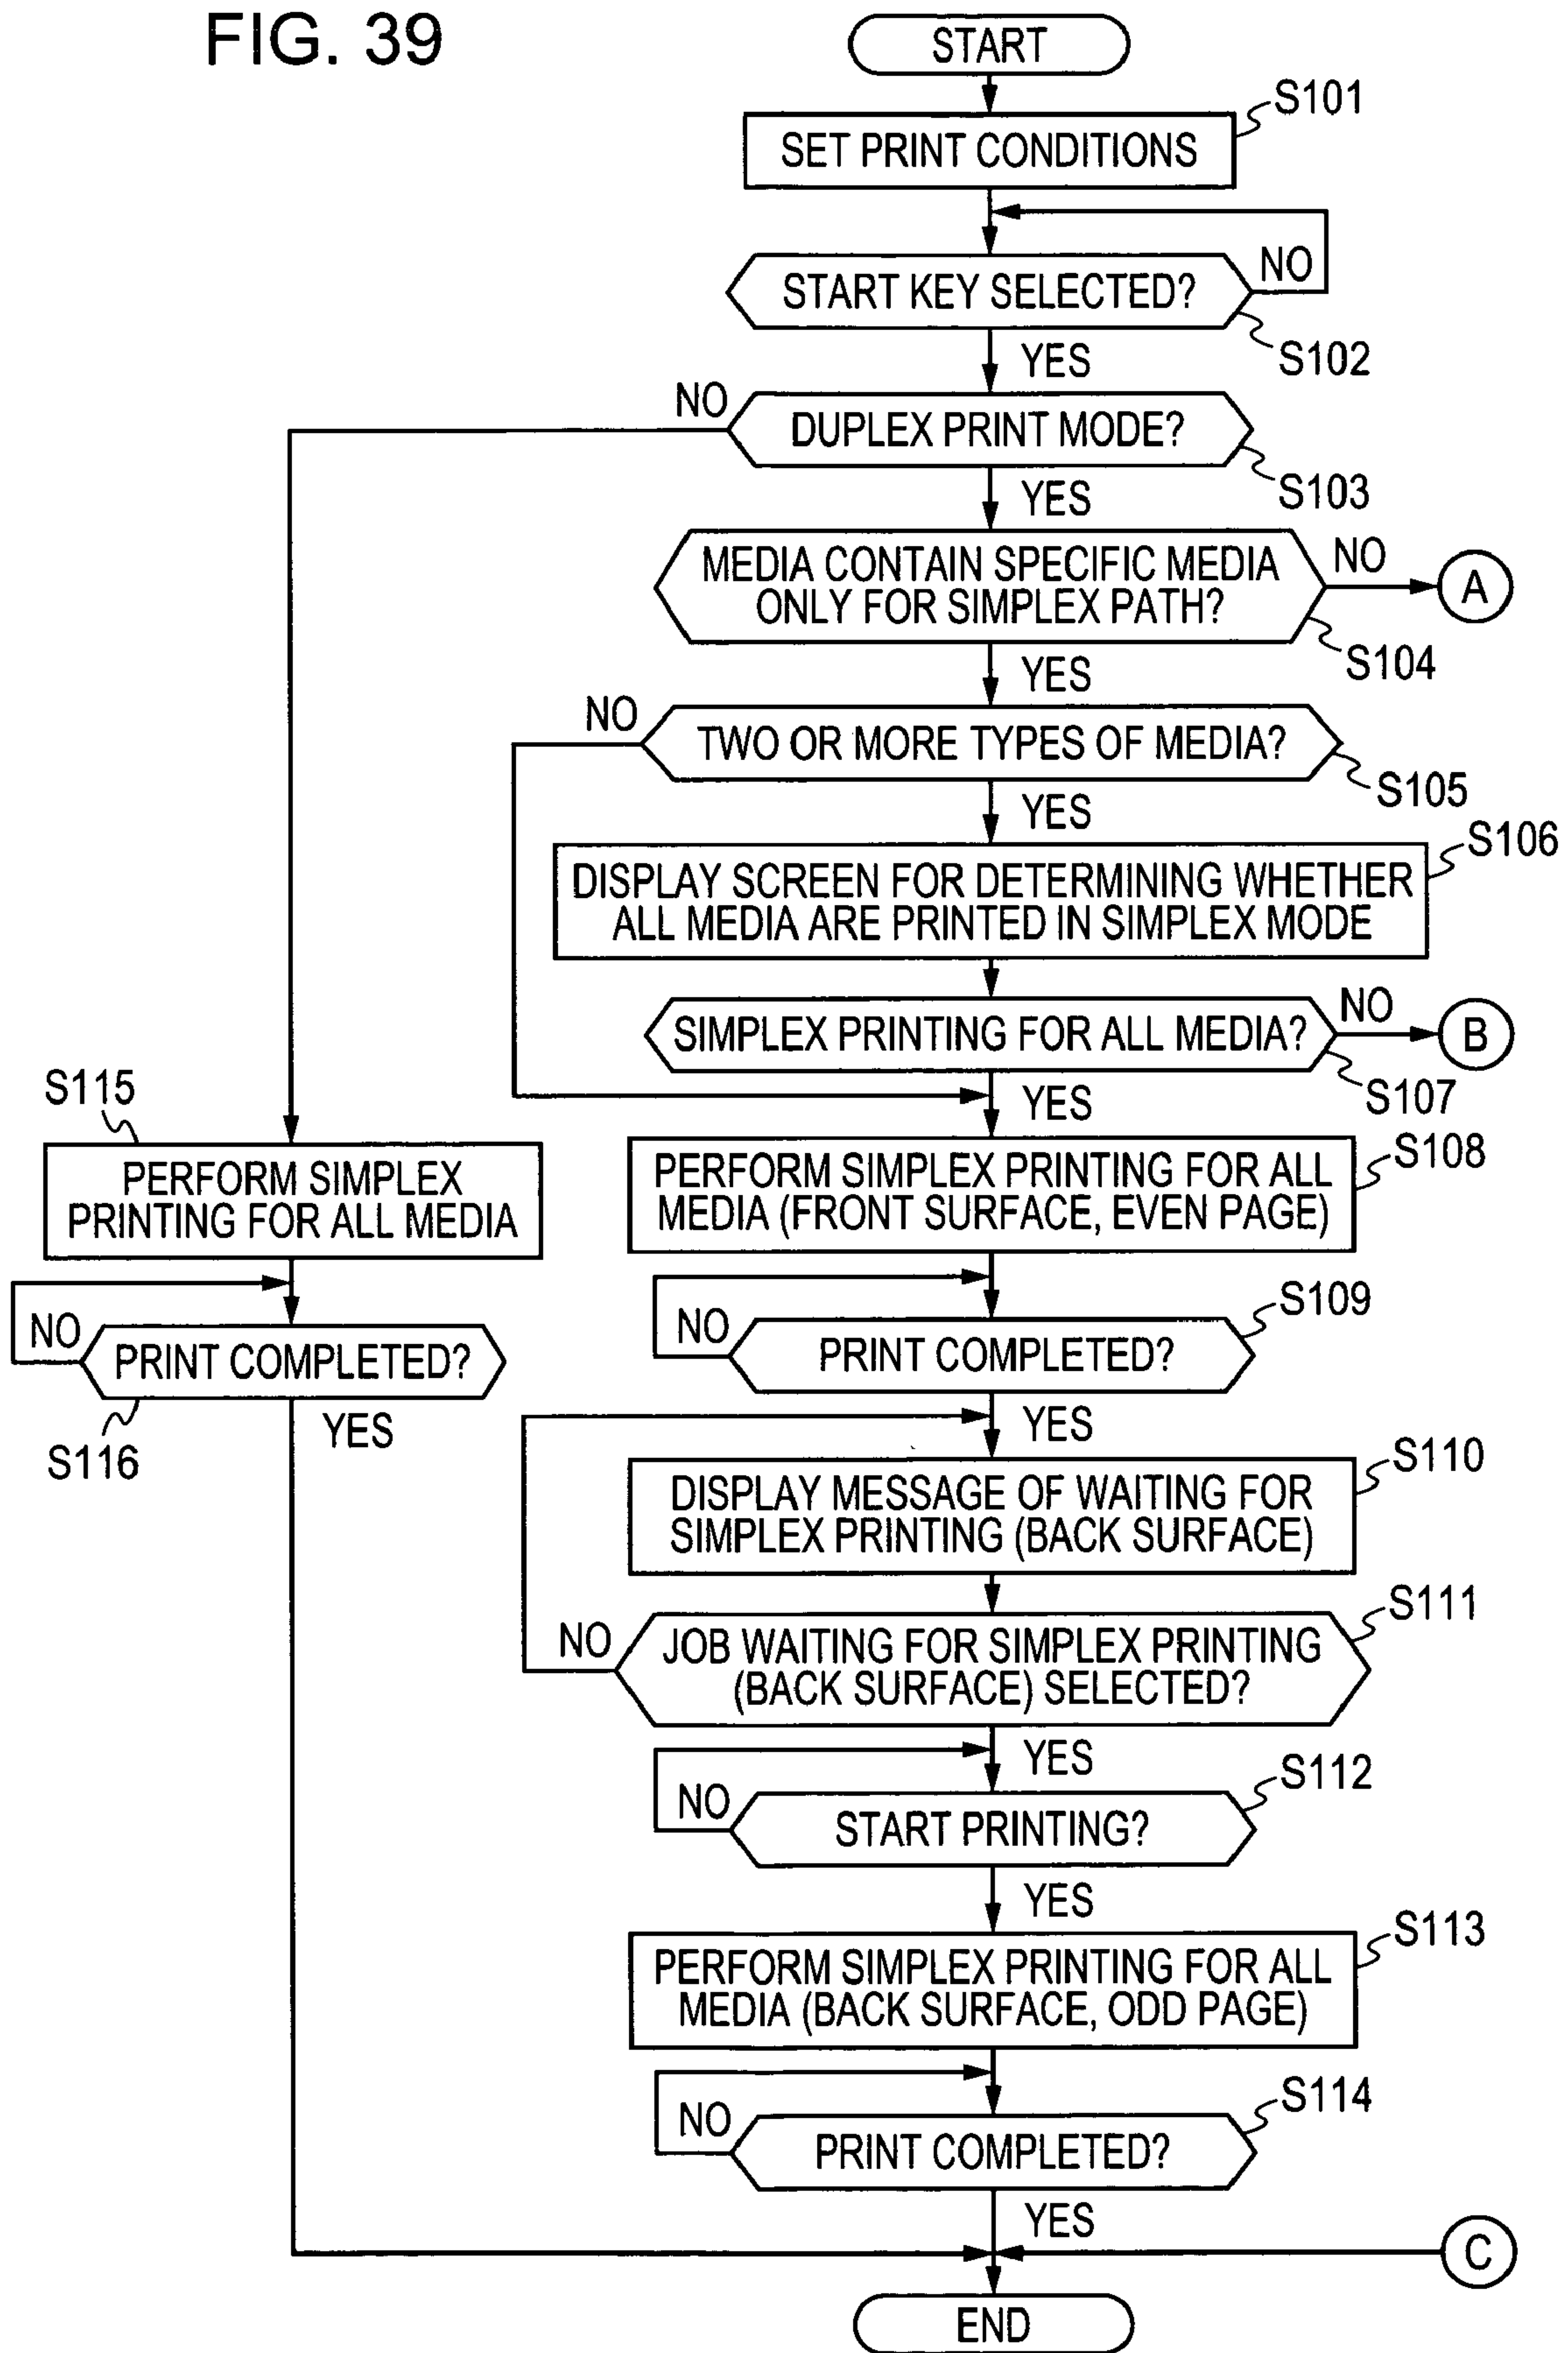 FIG. 39
START
S101
SET PRINT CONDITIONS
NO
START KEY SELECTED?
S102
YES
NO
DUPLEX PRINT MODE?
S103
YES
MEDIA CONTAIN SPECIFIC MEDIA
ONLY FOR SIMPLEX PATH?
NO
A
S104
YES
NO
TWO OR MORE TYPES OF MEDIA?
S105
YES
S106
DISPLAY SCREEN FOR DETERMINING WHETHER
ALL MEDIA ARE PRINTED IN SIMPLEX MODE
SIMPLEX PRINTING FOR ALL MEDIA?
NO
B
S107
YES
S115
PERFORM SIMPLEX
PRINTING FOR ALL MEDIA
S108
PERFORM SIMPLEX PRINTING FOR ALL
MEDIA (FRONT SURFACE, EVEN PAGE)
NO
PRINT COMPLETED?
S116
YES
S109
NO
PRINT COMPLETED?
YES
S110
DISPLAY MESSAGE OF WAITING FOR
SIMPLEX PRINTING (BACK SURFACE)
S111
NO
JOB WAITING FOR SIMPLEX PRINTING
(BACK SURFACE) SELECTED?
YES
S112
NO
START PRINTING?
YES
S113
PERFORM SIMPLEX PRINTING FOR ALL
MEDIA (BACK SURFACE, ODD PAGE)
S114
NO
PRINT COMPLETED?
YES
C
END